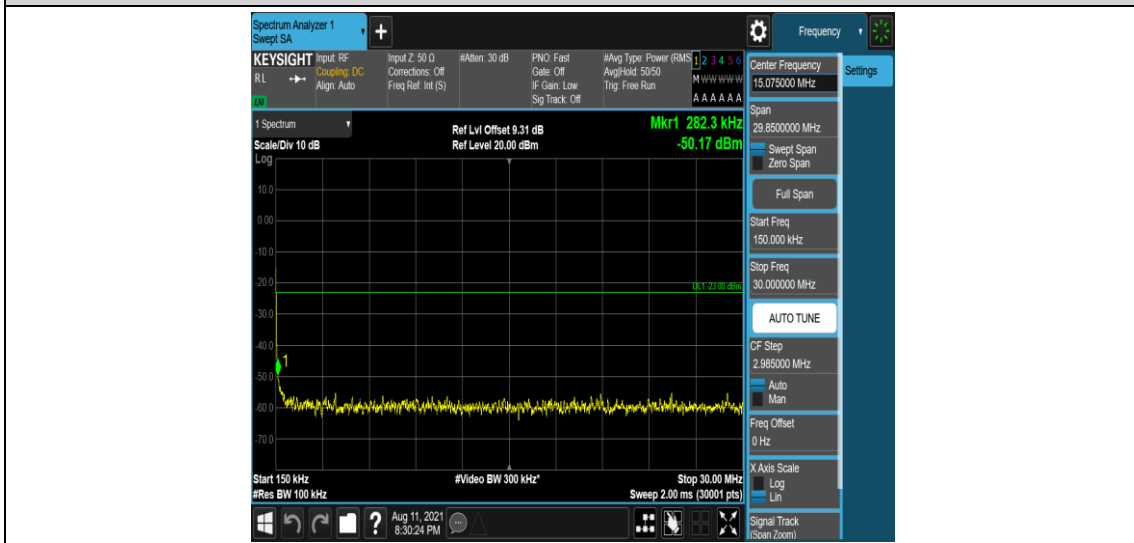 Spectrum Analyzer 1
Swept SA
+
Frequency
KEYSIGHT
RL
LXI
Input: RF
Coupling: DC
Align: Auto
Input Z: 50 Ω
Corrections: Off
Freq Ref: Int (S)
#Atten: 30 dB
PNO: Fast
Gate: Off
IF Gain: Low
Sig Track: Off
#Avg Type: Power (RMS
Avg|Hold: 50/50
Trig: Free Run
1 2 3 4 5 6
M W W W W W
A A A A A A
1 Spectrum
Scale/Div 10 dB
Ref Lvl Offset 9.31 dB
Ref Level 20.00 dBm
Mkr1 282.3 kHz
-50.17 dBm
Log
10.0
0.00
-10.0
-20.0
DL1 -23.00 dBm
-30.0
-40.0
1
-50.0
-60.0
-70.0
Start 150 kHz
#Video BW 300 kHz*
Stop 30.00 MHz
#Res BW 100 kHz
Sweep 2.00 ms (30001 pts)
Center Frequency
15.075000 MHz
Settings
Span
29.8500000 MHz
Swept Span
Zero Span
Full Span
Start Freq
150.000 kHz
Stop Freq
30.000000 MHz
AUTO TUNE
CF Step
2.985000 MHz
Auto
Man
Freq Offset
0 Hz
X Axis Scale
Log
Lin
Signal Track
(Span Zoom)
?
Aug 11, 2021
8:30:24 PM